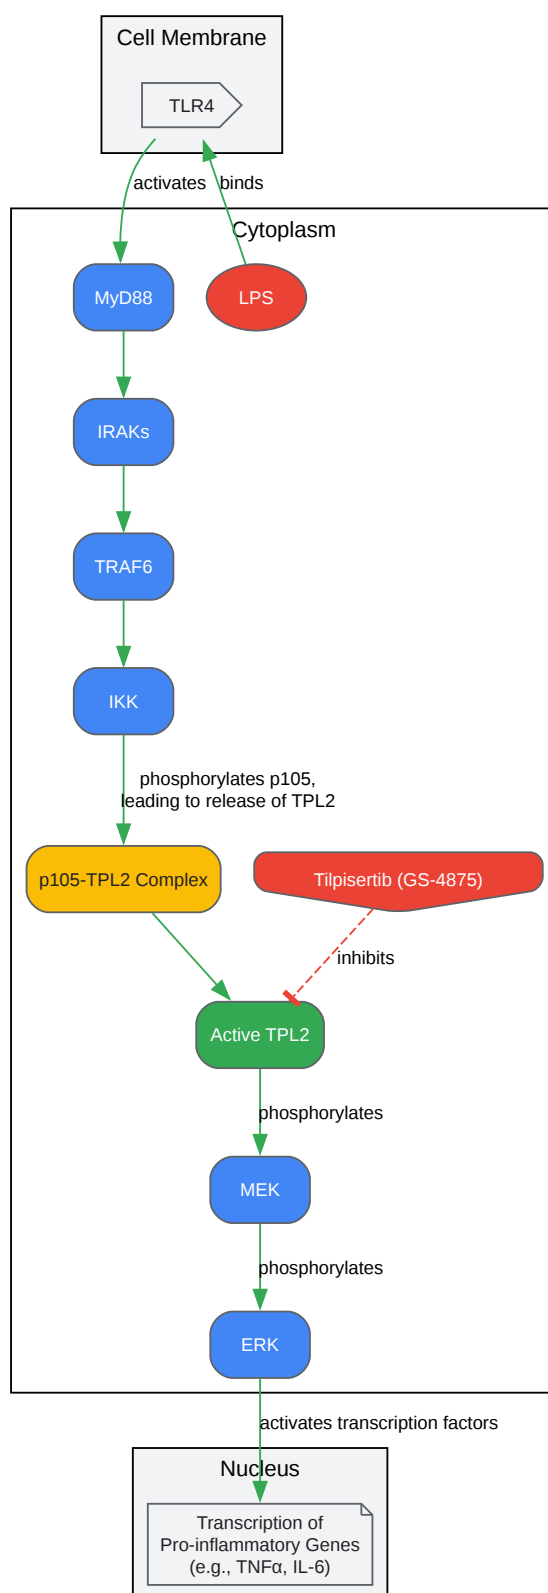 Cell Membrane
TLR4
activates
binds
Cytoplasm
MyD88
LPS
IRAKs
TRAF6
IKK
phosphorylates p105,
leading to release of TPL2
p105-TPL2 Complex
Tilpisertib (GS-4875)
inhibits
Active TPL2
phosphorylates
MEK
phosphorylates
ERK
activates transcription factors
Nucleus
Transcription of
Pro-inflammatory Genes
(e.g., TNFα, IL-6)